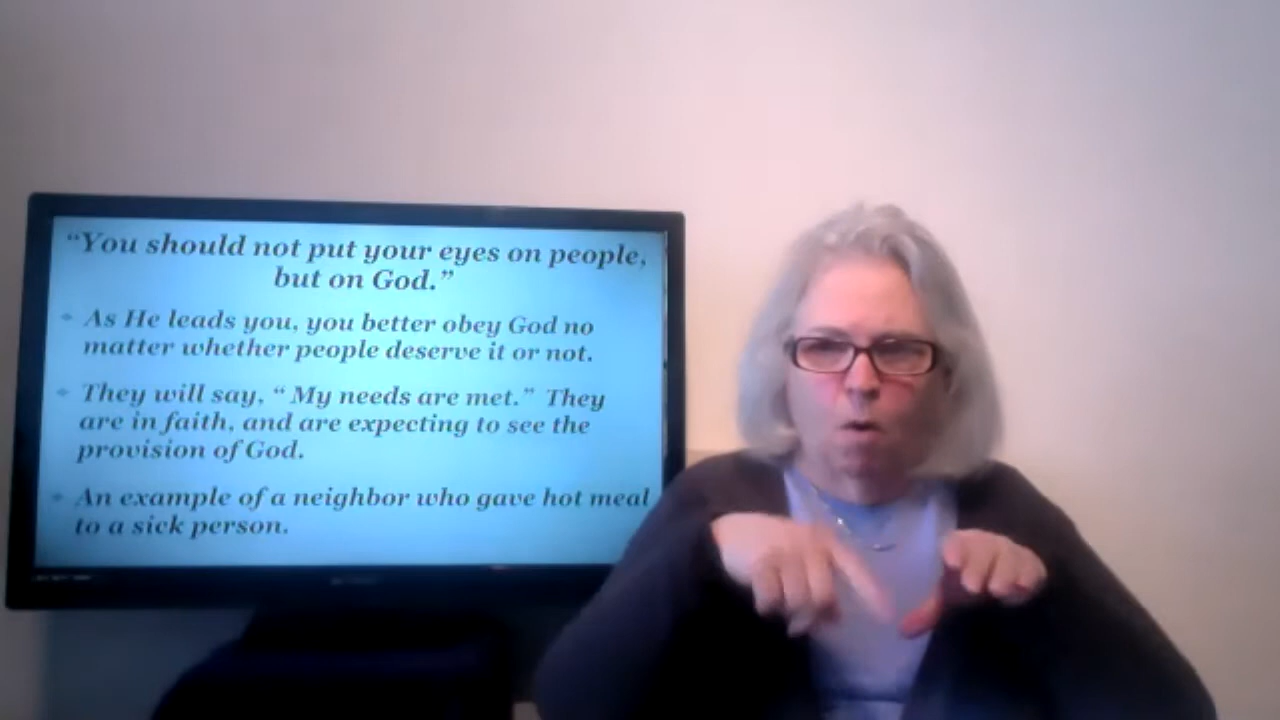 “You should not put your eyes on people,
but on God.”
As He leads you, you better obey God no
matter whether people deserve it or not.
They will say, “ My needs are met.” They
are in faith, and are expecting to see the
provision of God.
An example of a neighbor who gave hot meal
to a sick person.